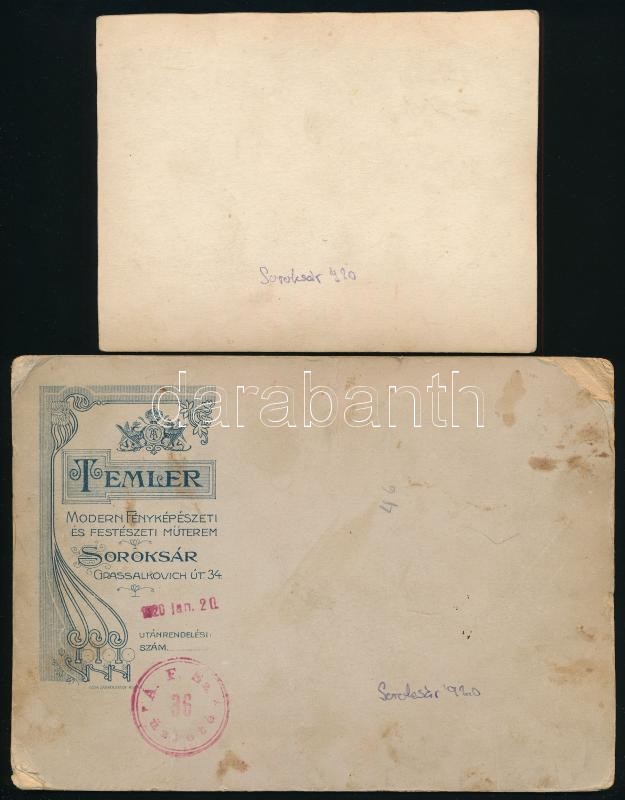 Soroksár 920
darabanth
TEMLER
MODERN FÉNYKÉPÉSZETI
ÉS FESTÉSZETI MŰTEREM
SOROKSÁR
GRASSALKOVICH ÚT. 34
1920 jan. 20.
UTÁNRENDELÉSI
SZÁM.
A. F. Sz.
36
46
Soroksár 920